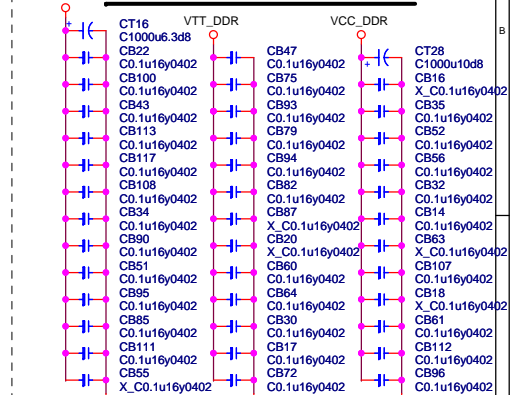 CT16
C1000u6.3d8
CB22
C0.1u16y0402
CB100
C0.1u16y0402
CB43
C0.1u16y0402
CB113
C0.1u16y0402
CB117
C0.1u16y0402
CB108
C0.1u16y0402
CB34
C0.1u16y0402
CB90
C0.1u16y0402
CB51
C0.1u16y0402
CB95
C0.1u16y0402
CB85
C0.1u16y0402
CB111
C0.1u16y0402
CB55
X_C0.1u16y0402
VTT_DDR
CB47
C0.1u16y0402
CB75
C0.1u16y0402
CB93
C0.1u16y0402
CB79
C0.1u16y0402
CB94
C0.1u16y0402
CB82
C0.1u16y0402
CB87
X_C0.1u16y0402
CB20
X_C0.1u16y0402
CB60
C0.1u16y0402
CB64
C0.1u16y0402
CB30
C0.1u16y0402
CB17
C0.1u16y0402
CB72
C0.1u16y0402
VCC_DDR
CT28
C1000u10d8
CB16
X_C0.1u16y0402
CB35
C0.1u16y0402
CB52
C0.1u16y0402
CB56
C0.1u16y0402
CB32
C0.1u16y0402
CB14
C0.1u16y0402
CB63
X_C0.1u16y0402
CB107
C0.1u16y0402
CB18
X_C0.1u16y0402
CB61
C0.1u16y0402
CB112
C0.1u16y0402
CB96
C0.1u16y0402
B